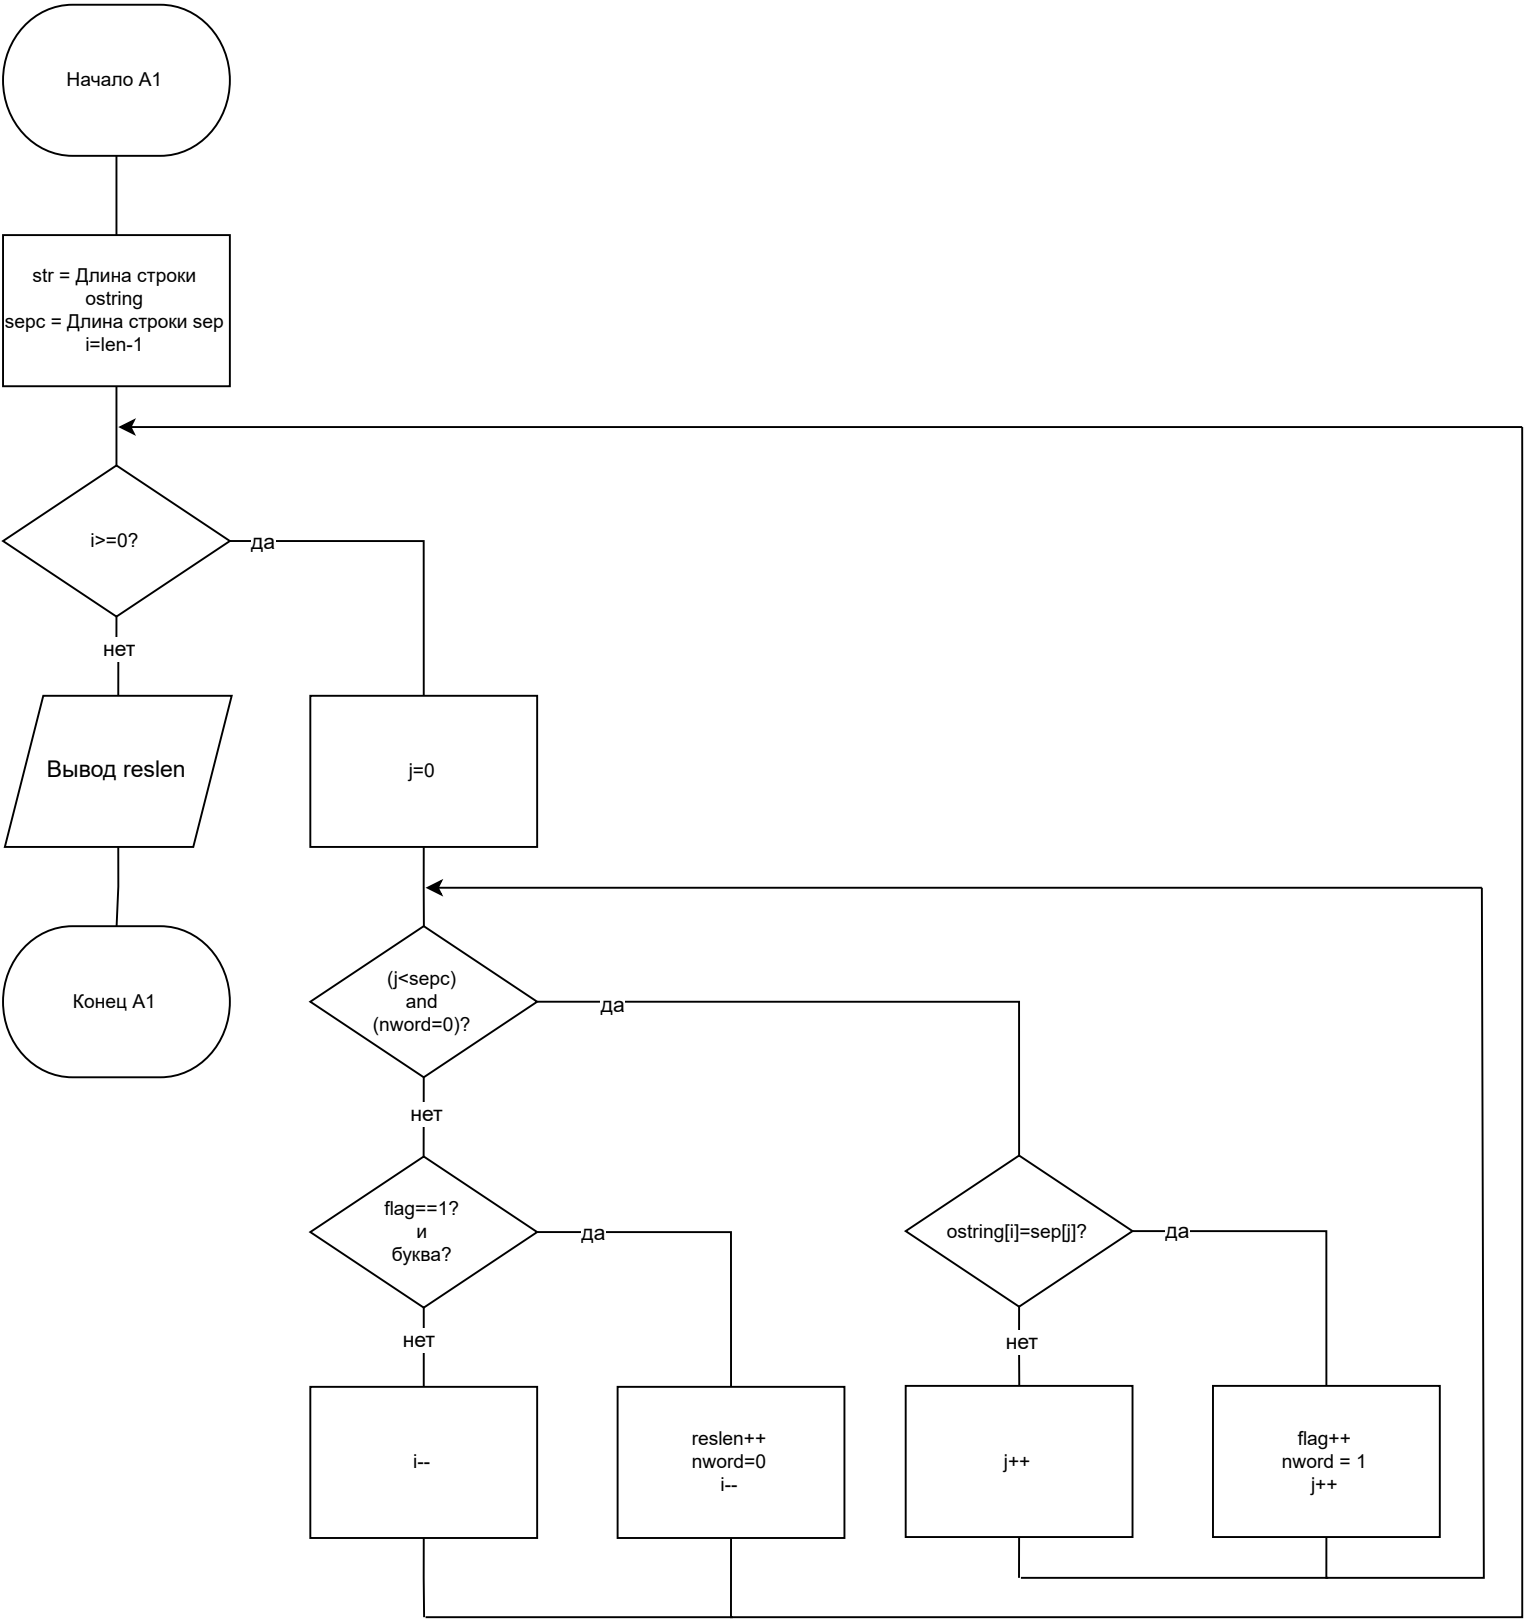 Начало А1
str = Длина строки
ostring
sepc = Длина строки sep
i=len-1
i>=0?
да
нет
Вывод reslen
j=0
Конец А1
(j<sepc)
and
(nword=0)?
да
нет
flag==1?
и
буква?
да
ostring[i]=sep[j]?
да
нет
нет
i--
reslen++
nword=0
i--
j++
flag++
nword = 1
j++